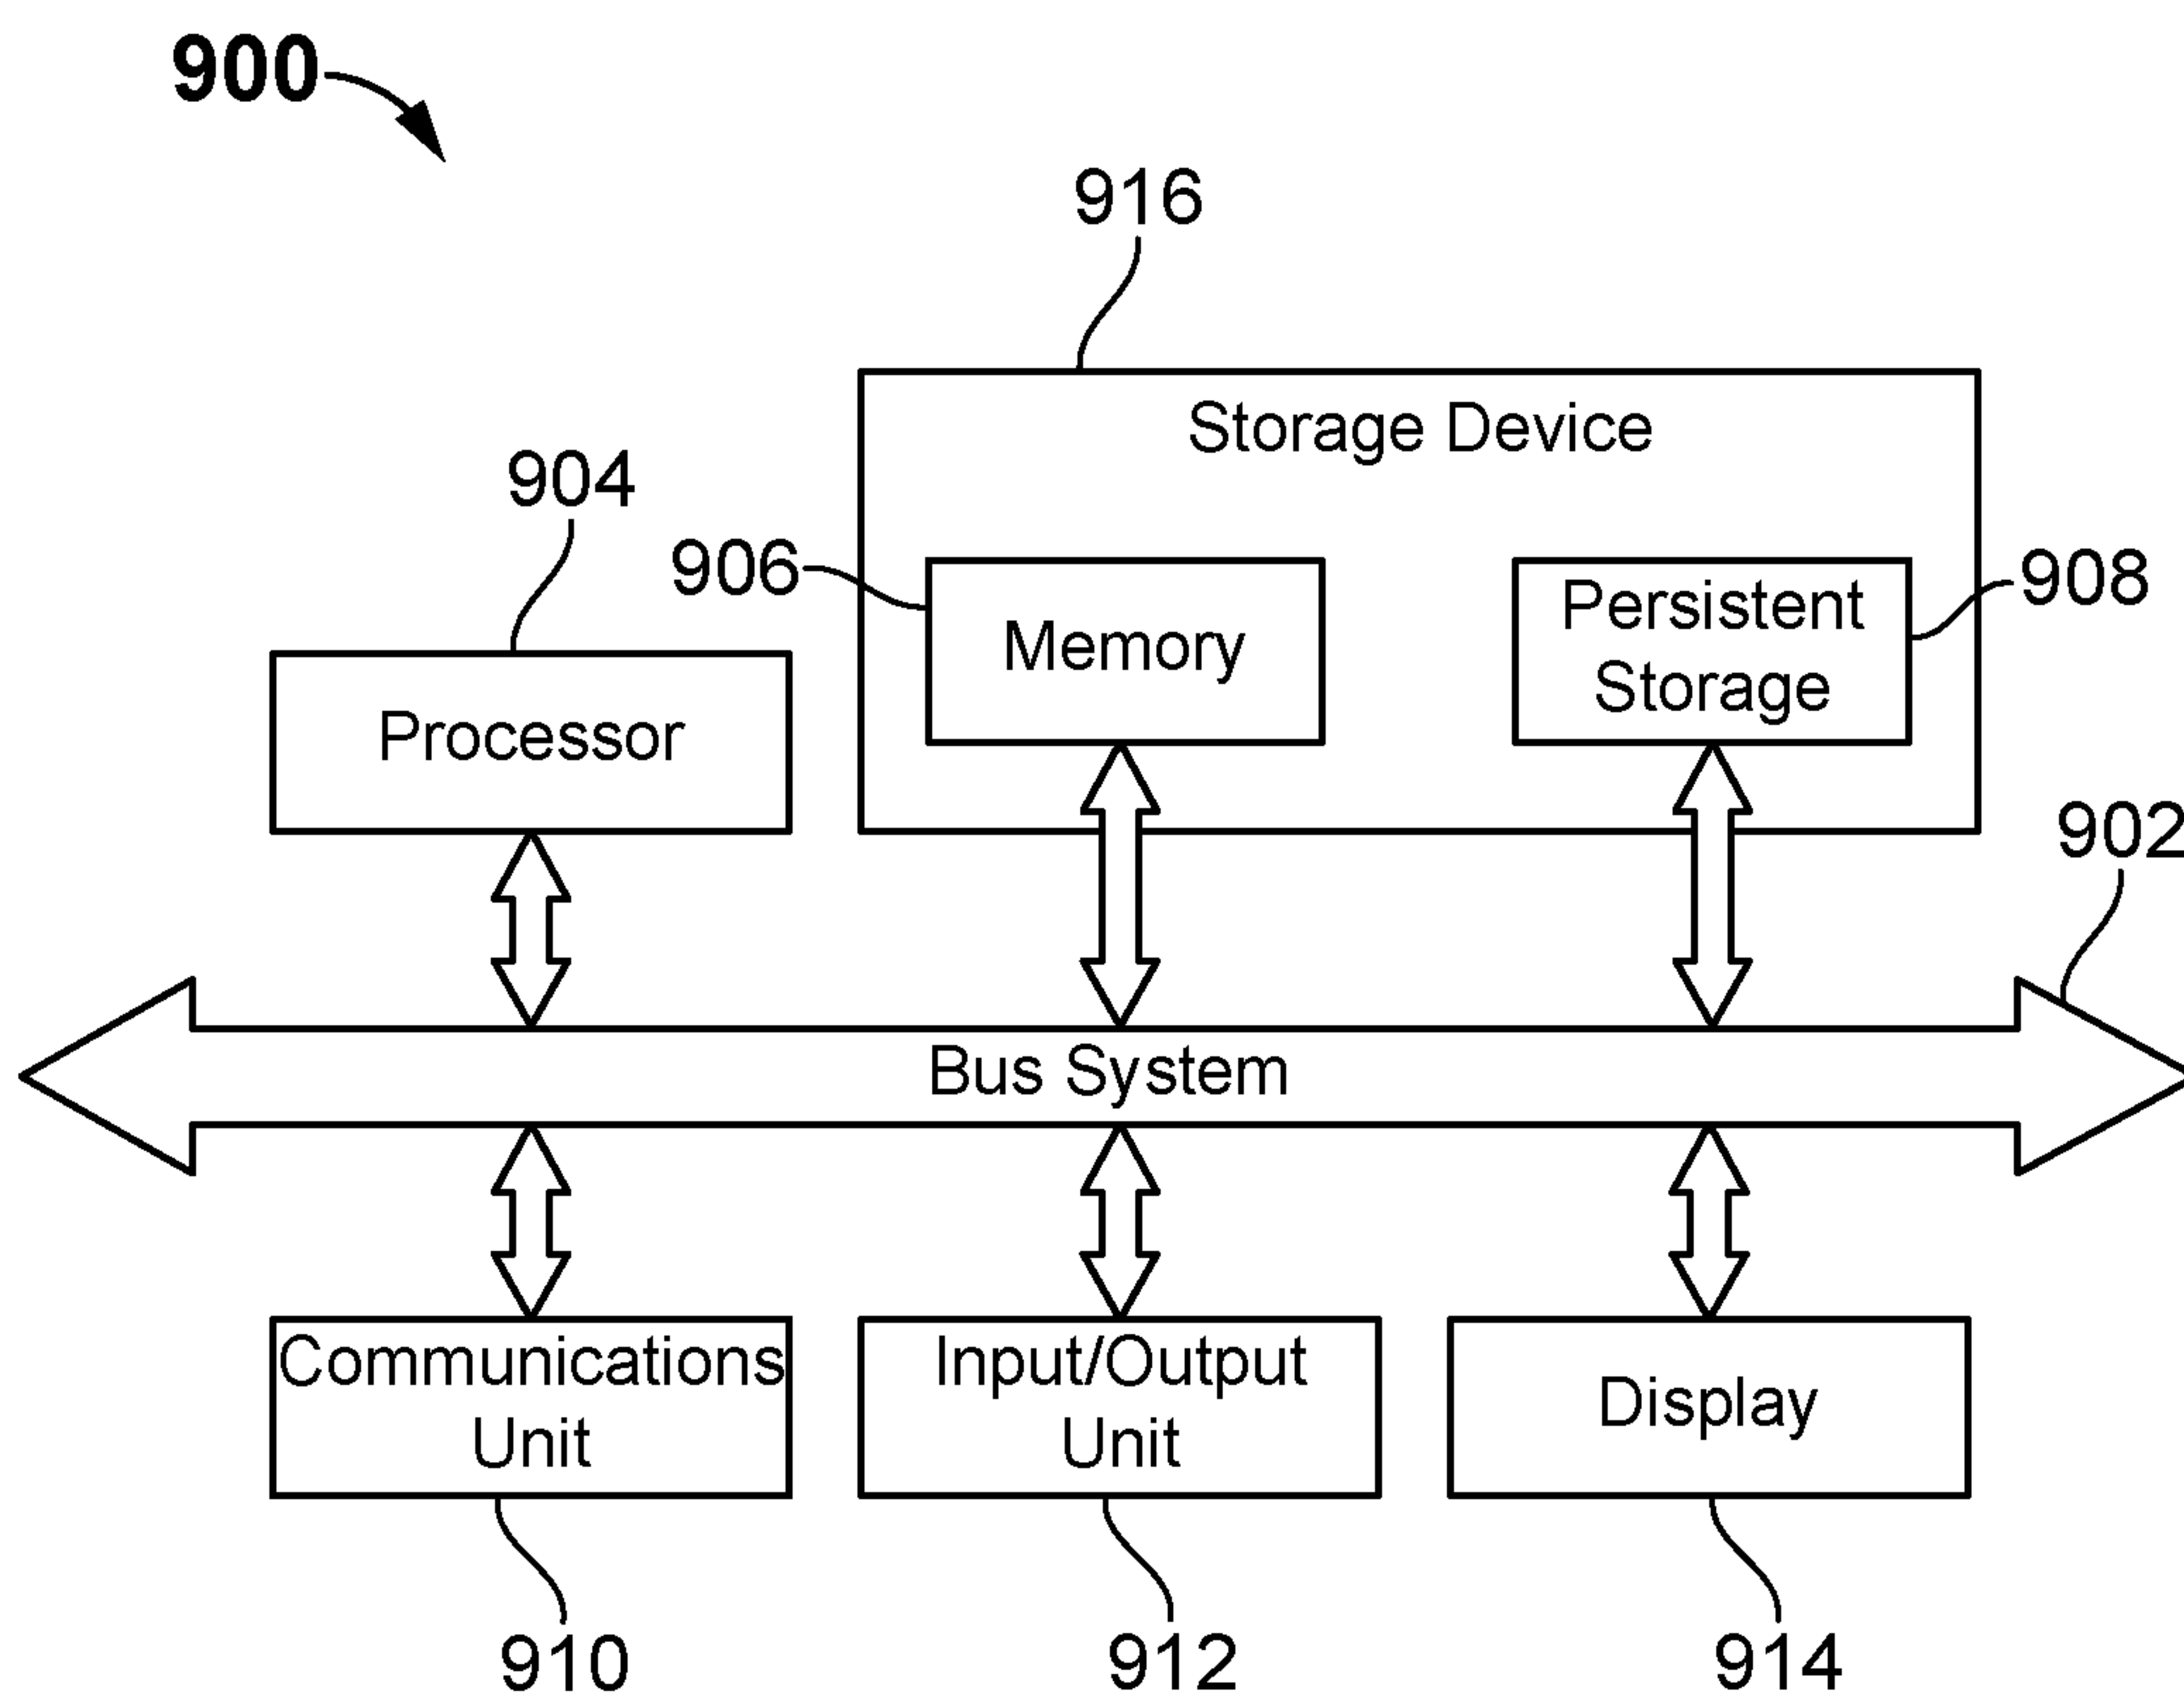 900
916
Storage Device
904
906
908
Memory
Persistent
Storage
Processor
902
Bus System
Communications
Unit
Input/Output
Unit
Display
910
912
914